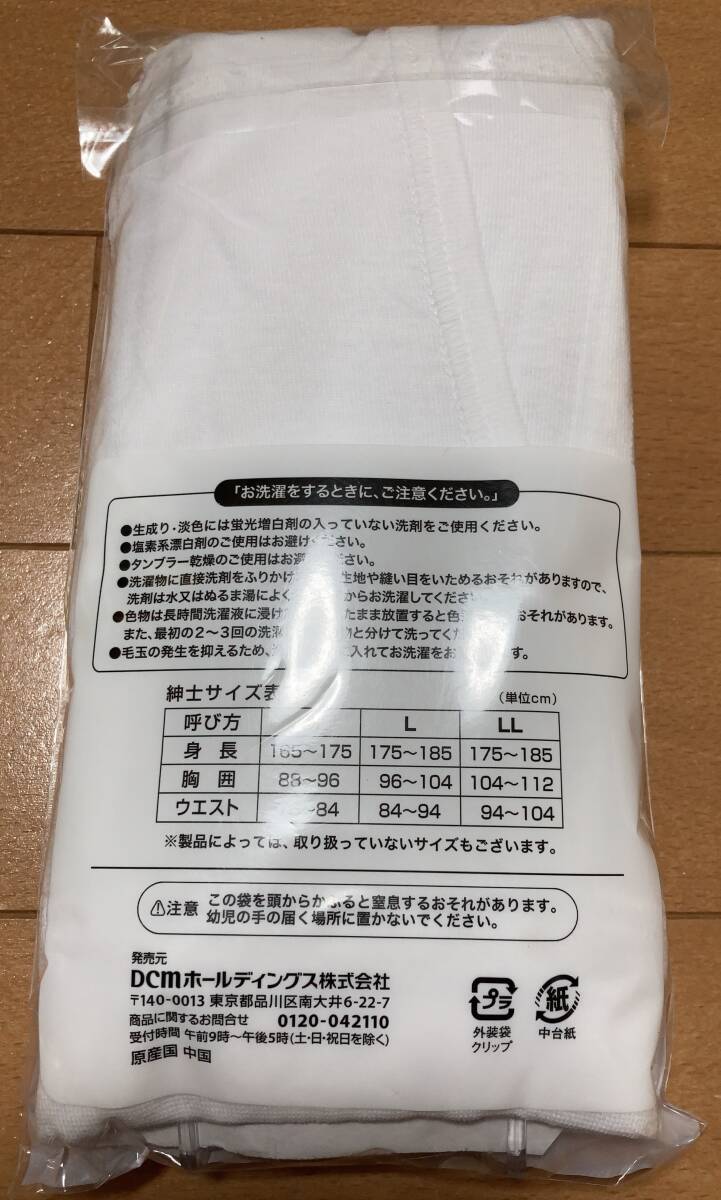 「お洗濯をするときに、ご注意ください。」
●生成り・淡色には蛍光増白剤の入っていない洗剤をご使用ください。
●塩素系漂白剤のご使用はお避けください。
●タンブラー乾燥のご使用はお避けください。
●洗濯物に直接洗剤をふりかけ 生地や縫い目をいためるおそれがありますので、
洗剤は水又はぬるま湯によく からお洗濯してください。
●色物は長時間洗濯液に浸け たまま放置すると色 おそれがあります。
また、最初の2〜3回の洗濯 物と分けて洗ってください。
●毛玉の発生を抑えるため、 に入れてお洗濯をお す。
紳士サイズ表 (単位cm)
呼び方 L LL
身長 165〜175 175〜185 175〜185
胸囲 88〜96 96〜104 104〜112
ウエスト 〜84 84〜94 94〜104
※製品によっては、取り扱っていないサイズもございます。
⚠注意 この袋を頭からかぶると窒息するおそれがあります。
幼児の手の届く場所に置かないでください。
発売元
DCMホールディングス株式会社
〒140-0013 東京都品川区南大井6-22-7
商品に関するお問合せ 0120-042110
受付時間 午前9時〜午後5時(土・日・祝日を除く)
原産国 中国
プラ
外装袋
クリップ
紙
中台紙